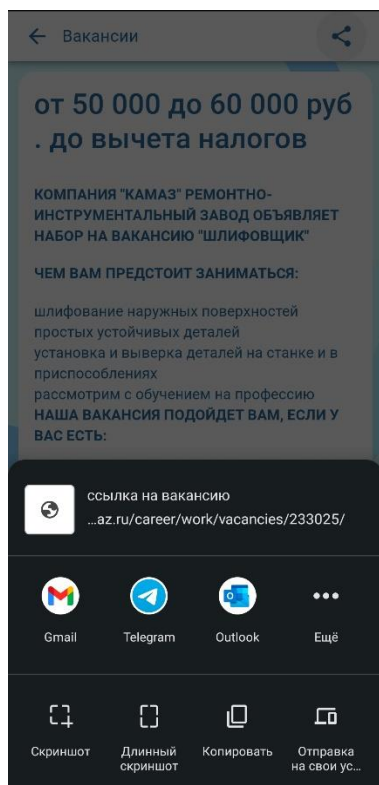 Вакансии
от 50 000 до 60 000 руб
. до вычета налогов
КОМПАНИЯ "КАМАЗ" РЕМОНТНО-
ИНСТРУМЕНТАЛЬНЫЙ ЗАВОД ОБЪЯВЛЯЕТ
НАБОР НА ВАКАНСИЮ "ШЛИФОВЩИК"
ЧЕМ ВАМ ПРЕДСТОИТ ЗАНИМАТЬСЯ:
шлифование наружных поверхностей
простых устойчивых деталей
установка и выверка деталей на станке и в
приспособлениях
рассмотрим с обучением на профессию
НАША ВАКАНСИЯ ПОДОЙДЕТ ВАМ, ЕСЛИ У
ВАС ЕСТЬ:
ссылка на вакансию
...az.ru/career/work/vacancies/233025/
Gmail Telegram Outlook Ещё
Скриншот Длинный Копировать Отправка
скриншот на свои ус...